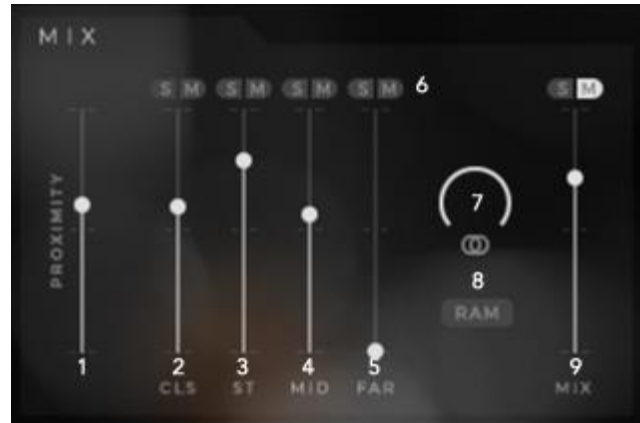 MIX
S M S M S M S M 6 S M
PROXIMITY
7
8
RAM
1 2 3 4 5 9
CLS ST MID FAR MIX